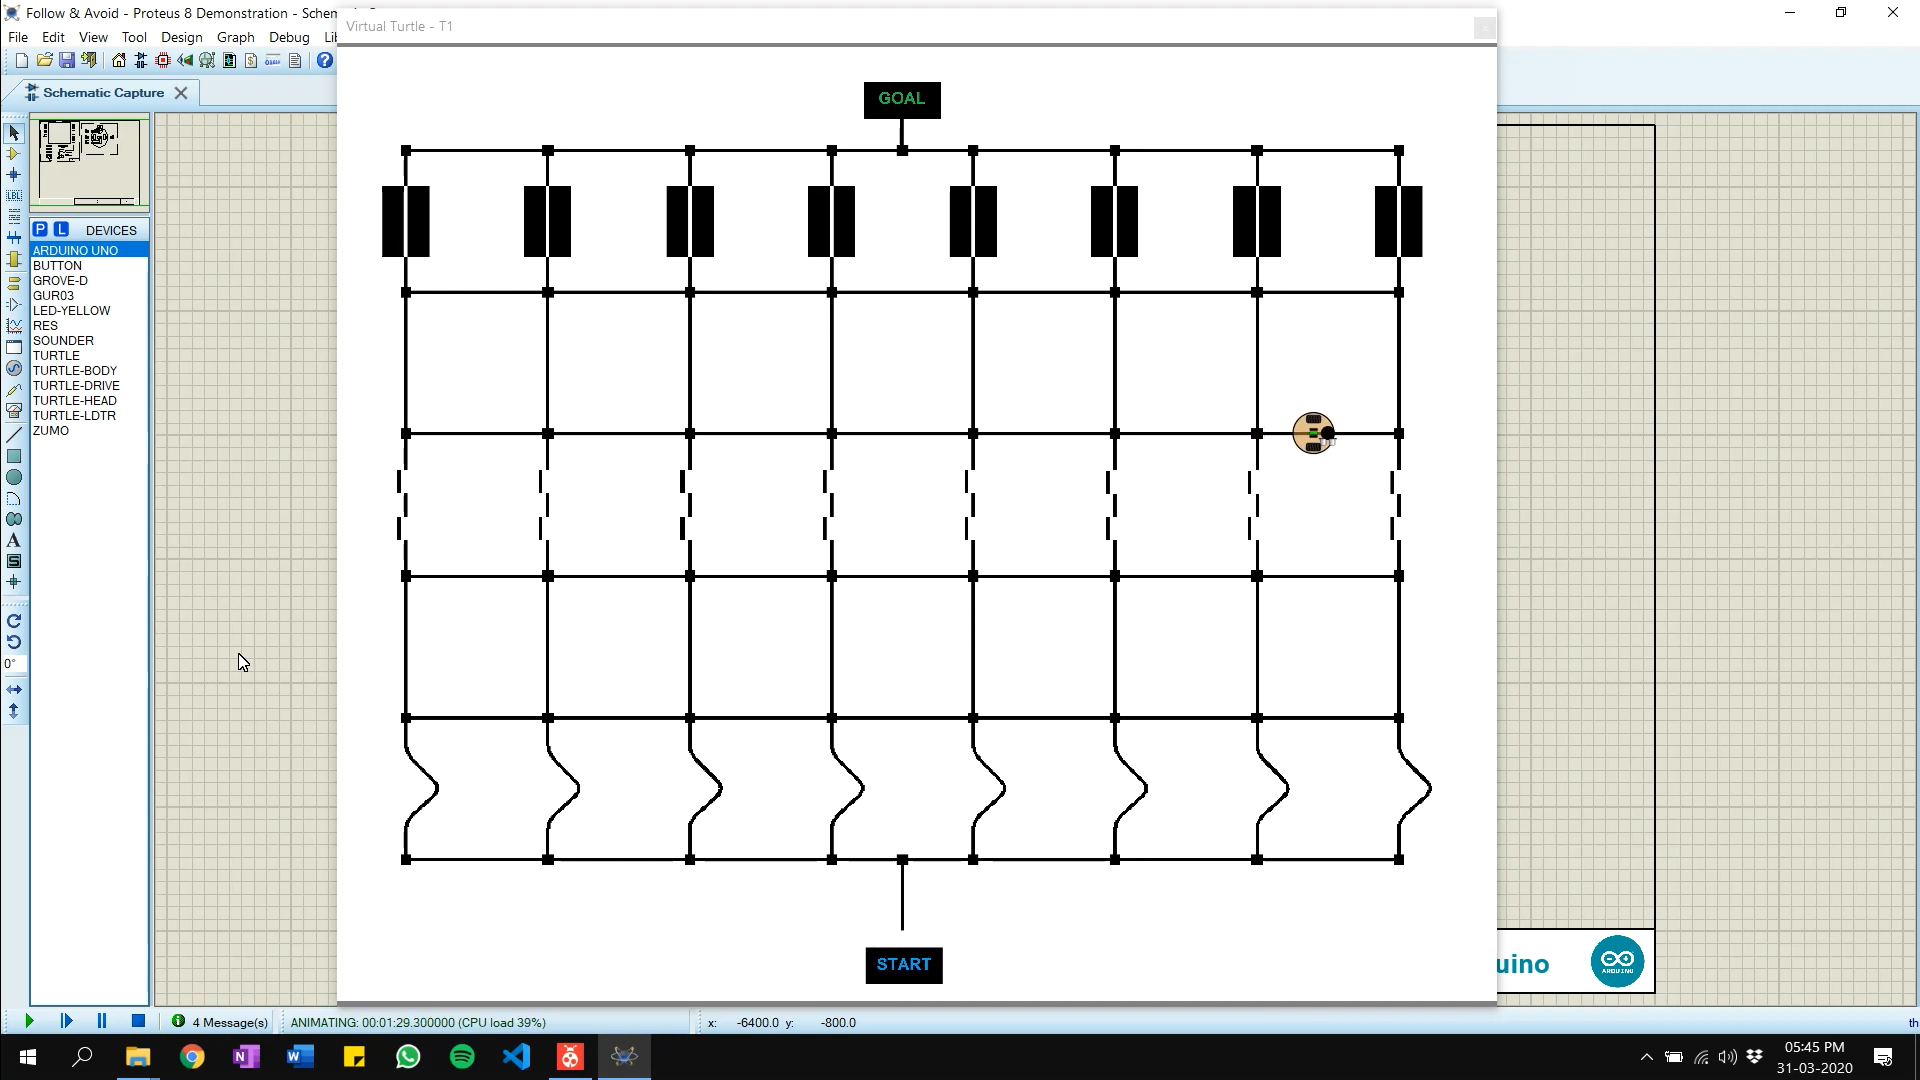 Follow & Avoid - Proteus 8 Demonstration - Schem
Virtual Turtle - T1
File Edit View Tool Design Graph Debug
Schematic Capture
GOAL
P L DEVICES
ARDUINO UNO
BUTTON
GROVE-D
GUR03
LED-YELLOW
RES
SOUNDER
TURTLE
TURTLE-BODY
TURTLE-DRIVE
TURTLE-HEAD
TURTLE-LDTR
ZUMO
LBL
A
S
0°
START
uino
ARDUINO
4 Message(s)
ANIMATING: 00:01:29.300000 (CPU load 39%)
x: -6400.0 y: -800.0
th
05:45 PM
31-03-2020